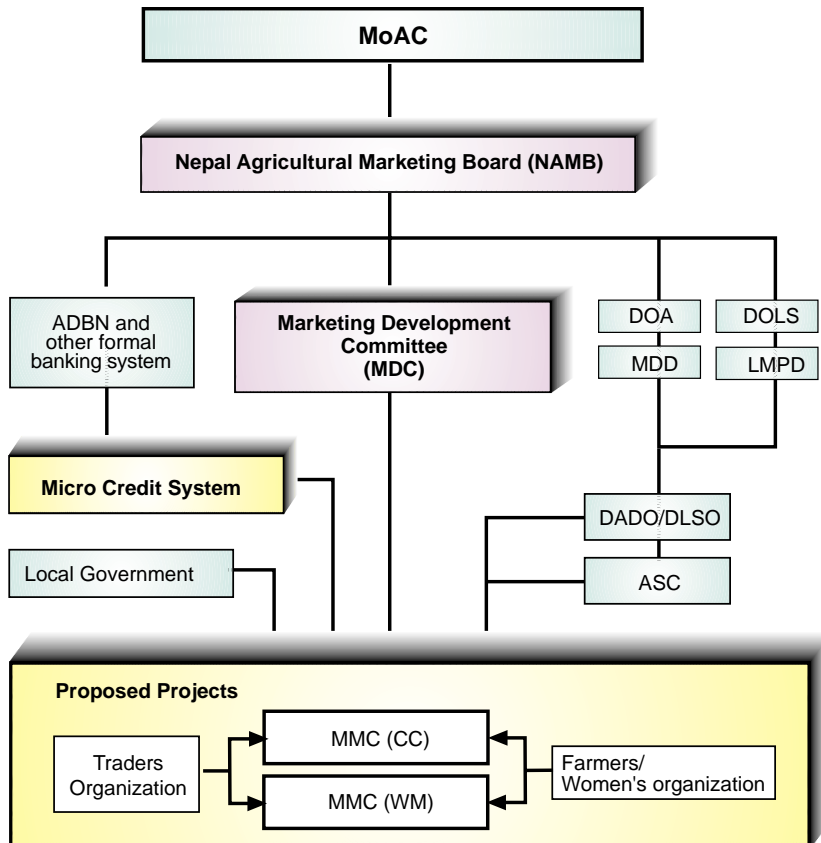 MoAC
Nepal Agricultural Marketing Board (NAMB)
ADBN and
other formal
banking system
Marketing Development
Committee
(MDC)
DOA
DOLS
MDD
LMPD
Micro Credit System
DADO/DLSO
Local Government
ASC
Proposed Projects
Traders
Organization
MMC (CC)
MMC (WM)
Farmers/
Women's organization